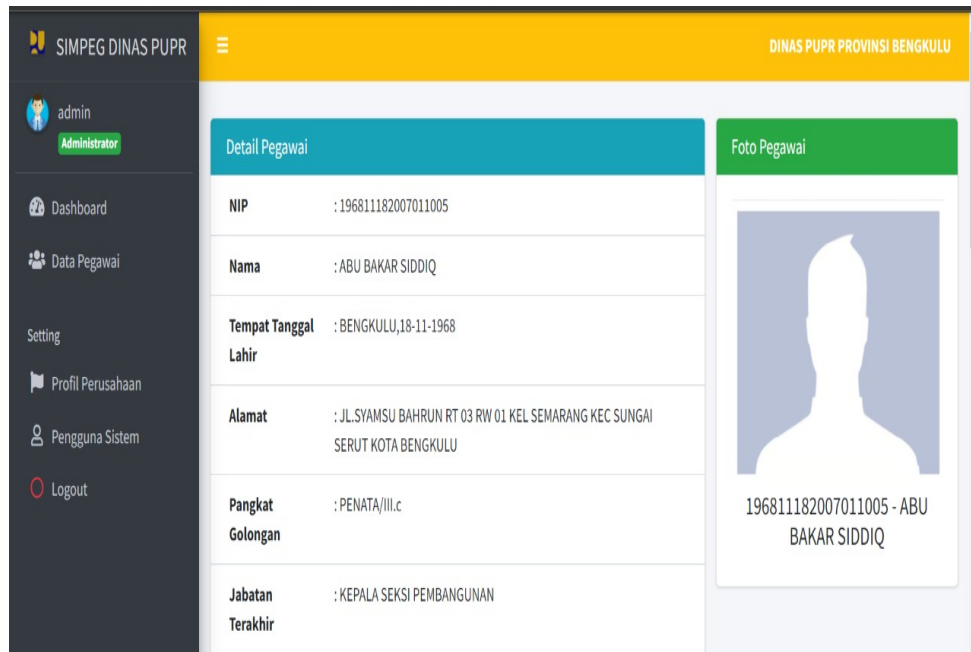 SIMPEG DINAS PUPR
DINAS PUPR PROVINSI BENGKULU
admin
Administrator
Dashboard
Data Pegawai
Setting
Profil Perusahaan
Pengguna Sistem
Logout
Detail Pegawai
NIP : 196811182007011005
Nama : ABU BAKAR SIDDIQ
Tempat Tanggal : BENGKULU,18-11-1968
Lahir
Alamat : JL.SYAMSU BAHRUN RT 03 RW 01 KEL SEMARANG KEC SUNGAI
SERUT KOTA BENGKULU
Pangkat : PENATA/III.c
Golongan
Jabatan : KEPALA SEKSI PEMBANGUNAN
Terakhir
Foto Pegawai
196811182007011005 - ABU
BAKAR SIDDIQ